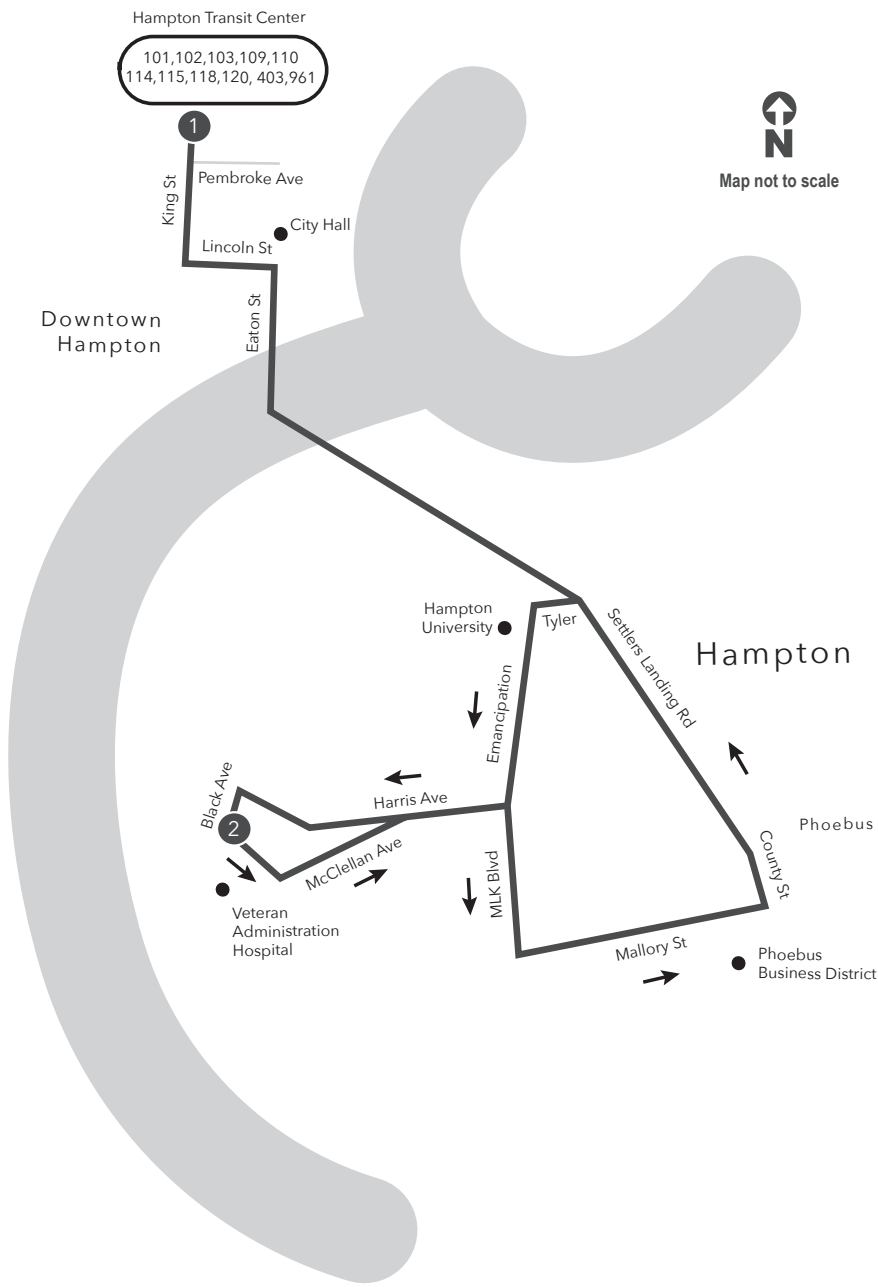 Hampton Transit Center
101,102,103,109,110
114,115,118,120, 403,961
1
N
Map not to scale
King St
Pembroke Ave
City Hall
Lincoln St
Eaton St
Downtown
Hampton
Hampton
University
Tyler
Settlers Landing Rd
Hampton
Emancipation
Black Ave
2
Harris Ave
McClellan Ave
MLK Blvd
Phoebus
County St
Veteran
Administration
Hospital
Mallory St
Phoebus
Business District